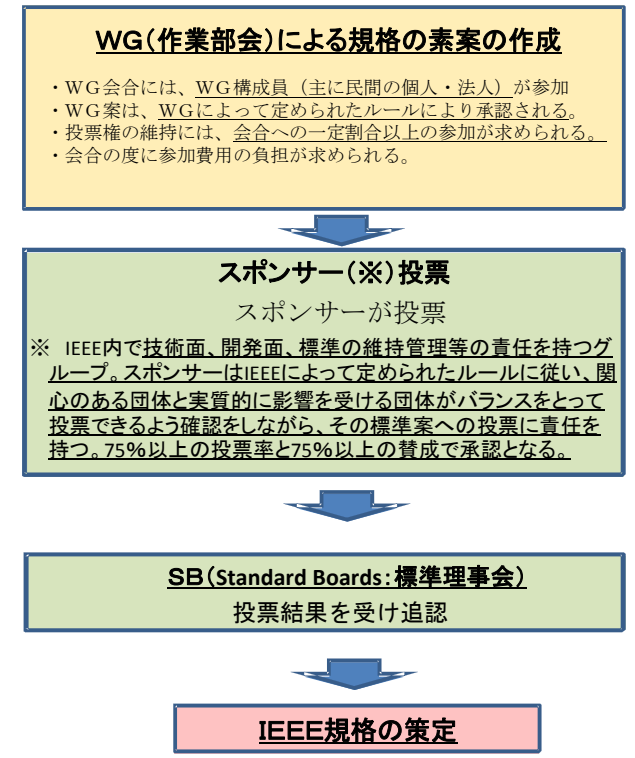 WG(作業部会)による規格の素案の作成
・WG会合には、WG構成員(主に民間の個人・法人)が参加
・WG案は、WGによって定められたルールにより承認される。
・投票権の維持には、会合への一定割合以上の参加が求められる。
・会合の度に参加費用の負担が求められる。
スポンサー(※)投票
スポンサーが投票
※ IEEE内で技術面、開発面、標準の維持管理等の責任を持つグ
ループ。スポンサーはIEEEによって定められたルールに従い、関
心のある団体と実質的に影響を受ける団体がバランスをとって
投票できるよう確認をしながら、その標準案への投票に責任を
持つ。75%以上の投票率と75%以上の賛成で承認となる。
SB(Standard Boards:標準理事会)
投票結果を受け追認
IEEE規格の策定